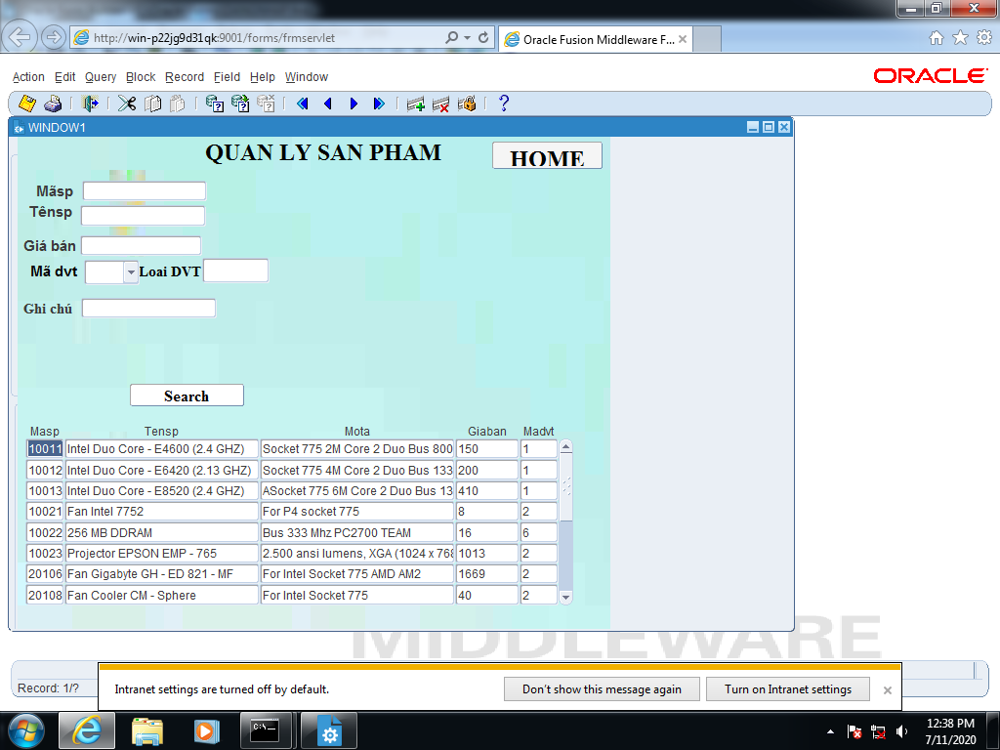 http://win-p22jg9d31qk:9001/forms/frmservlet
Oracle Fusion Middleware F...
Action Edit Query Block Record Field Help Window
ORACLE
WINDOW1
QUAN LY SAN PHAM
HOME
Mãsp
Tênsp
Giá bán
Mã dvt
Loai DVT
Ghi chú
Search
Masp Tensp Mota Giaban Madvt
10011 Intel Duo Core - E4600 (2.4 GHZ) Socket 775 2M Core 2 Duo Bus 800 150 1
10012 Intel Duo Core - E6420 (2.13 GHZ) Socket 775 4M Core 2 Duo Bus 133 200 1
10013 Intel Duo Core - E8520 (2.4 GHZ) ASocket 775 6M Core 2 Duo Bus 13 410 1
10021 Fan Intel 7752 For P4 socket 775 8 2
10022 256 MB DDRAM Bus 333 Mhz PC2700 TEAM 16 6
10023 Projector EPSON EMP - 765 2.500 ansi lumens, XGA (1024 x 768 1013 2
20106 Fan Gigabyte GH - ED 821 - MF For Intel Socket 775 AMD AM2 1669 2
20108 Fan Cooler CM - Sphere For Intel Socket 775 40 2
MIDDLEWARE
Record: 1/?
Intranet settings are turned off by default.
Don't show this message again
Turn on Intranet settings
C:\
12:38 PM
7/11/2020